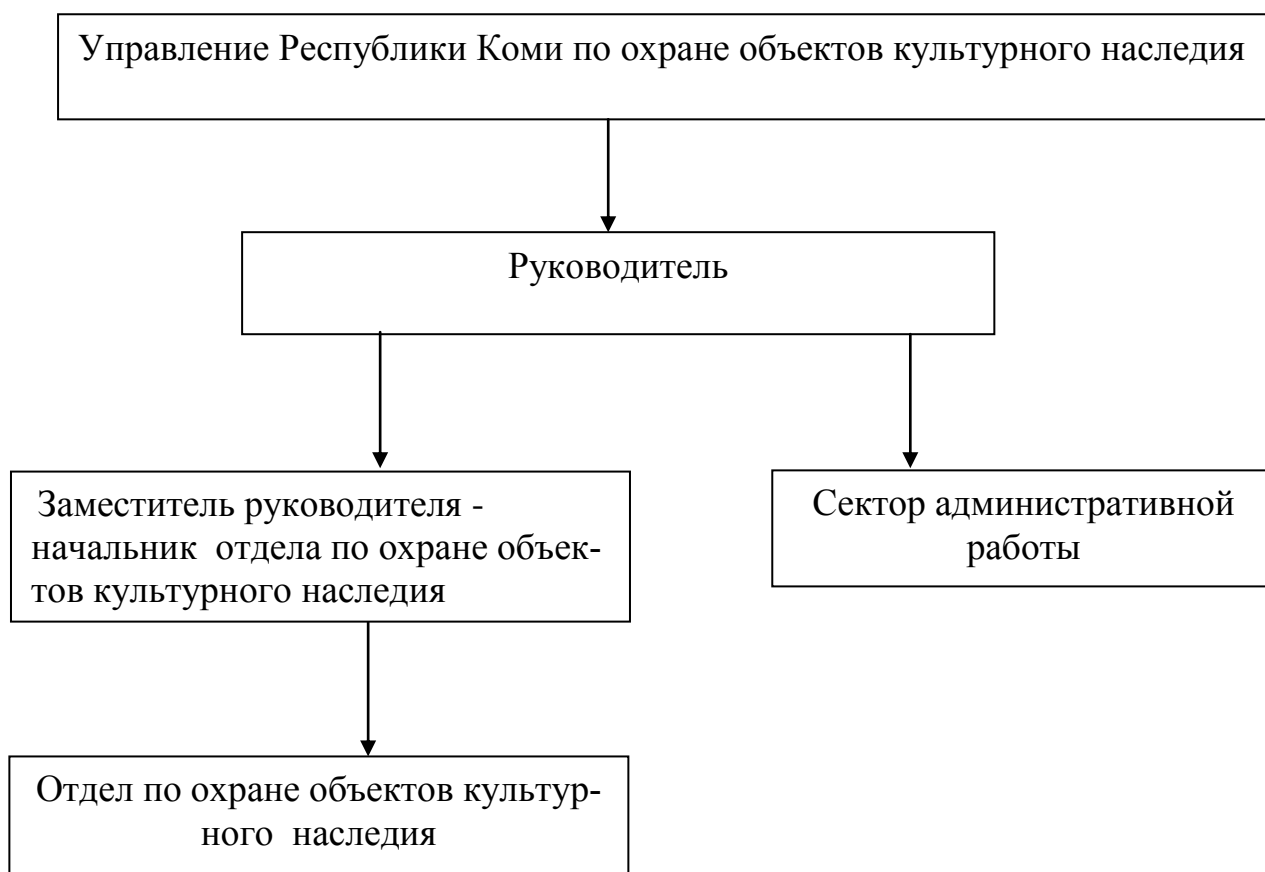 Управление Республики Коми по охране объектов культурного наследия
Руководитель
Заместитель руководителя -
начальник отдела по охране объек-
тов культурного наследия
Сектор административной
работы
Отдел по охране объектов культур-
ного наследия